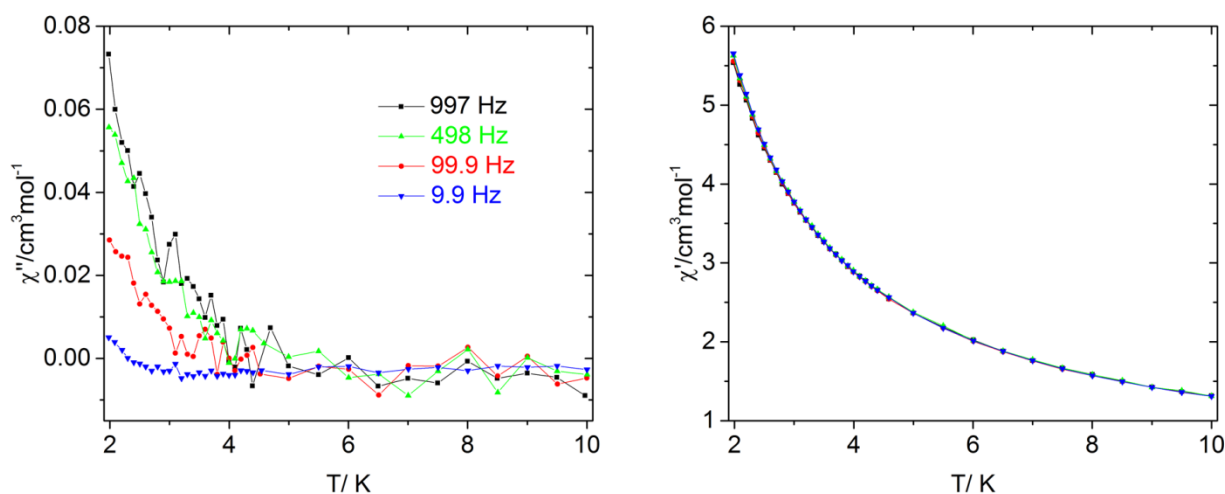 0.08
0.06
0.04
0.02
0.00
χ''/cm³mol⁻¹
997 Hz
498 Hz
99.9 Hz
9.9 Hz
2 4 6 8 10
T/ K
6
5
4
3
2
1
χ'/cm³mol⁻¹
2 4 6 8 10
T/ K